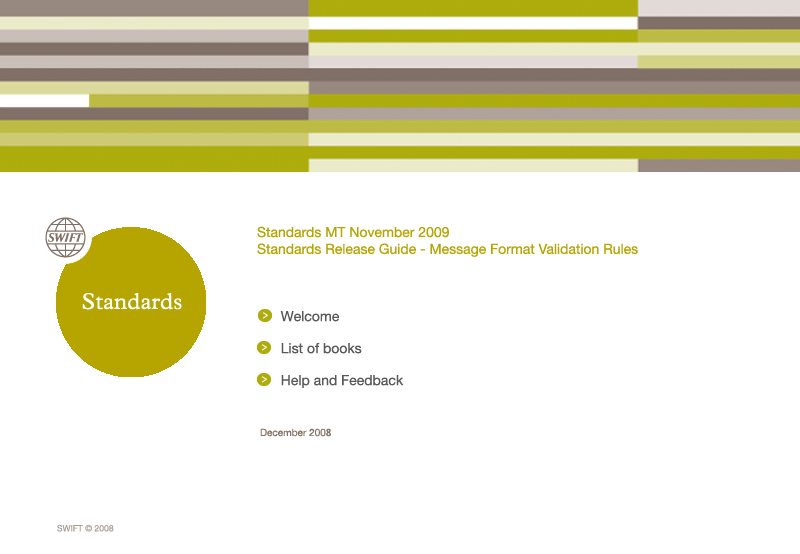 SWIFT
Standards
Standards MT November 2009
Standards Release Guide - Message Format Validation Rules
Welcome
List of books
Help and Feedback
December 2008
SWIFT © 2008